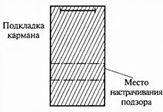 Подкладка
кармана
Место
настрачивания
подзора